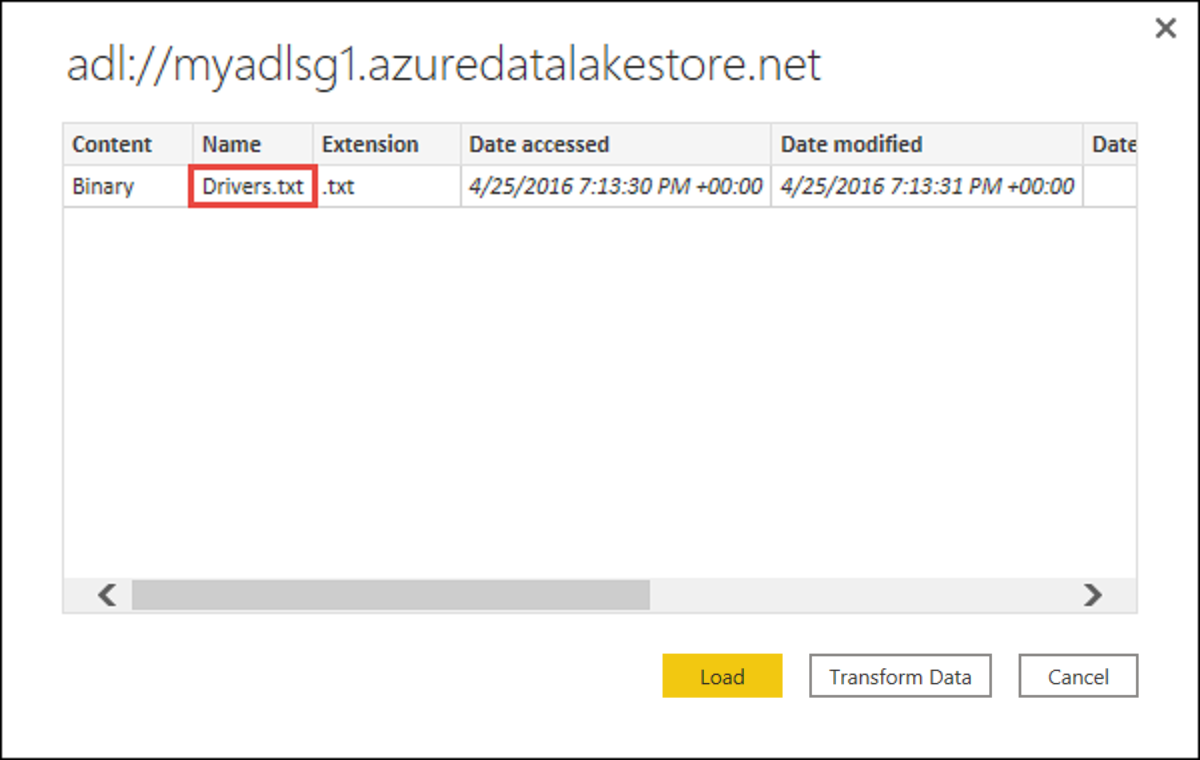 adl://myadlsg1.azuredatalakestore.net
Content Name Extension Date accessed Date modified Date
Binary Drivers.txt .txt 4/25/2016 7:13:30 PM +00:00 4/25/2016 7:13:31 PM +00:00
Load Transform Data Cancel